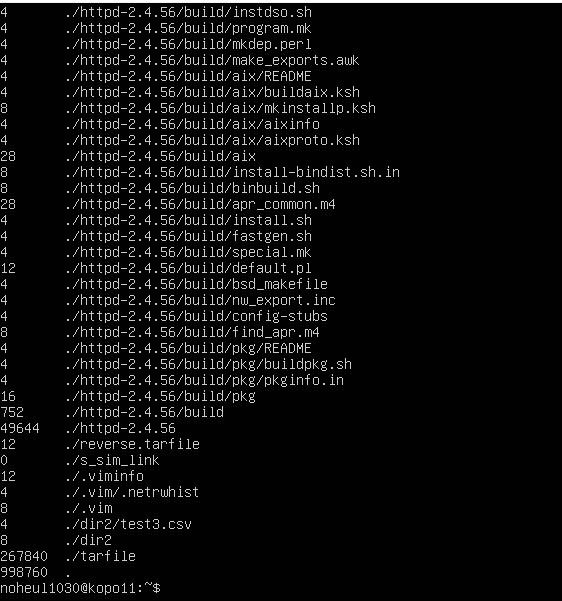 4       ./httpd-2.4.56/build/instdso.sh
4       ./httpd-2.4.56/build/program.mk
4       ./httpd-2.4.56/build/mkdep.perl
4       ./httpd-2.4.56/build/make_exports.awk
4       ./httpd-2.4.56/build/aix/README
4       ./httpd-2.4.56/build/aix/buildaix.ksh
8       ./httpd-2.4.56/build/aix/mkinstallp.ksh
4       ./httpd-2.4.56/build/aix/aixinfo
4       ./httpd-2.4.56/build/aix/aixproto.ksh
28      ./httpd-2.4.56/build/aix
8       ./httpd-2.4.56/build/install-bindist.sh.in
8       ./httpd-2.4.56/build/binbuild.sh
28      ./httpd-2.4.56/build/apr_common.m4
4       ./httpd-2.4.56/build/install.sh
4       ./httpd-2.4.56/build/fastgen.sh
4       ./httpd-2.4.56/build/special.mk
12      ./httpd-2.4.56/build/default.pl
4       ./httpd-2.4.56/build/bsd_makefile
4       ./httpd-2.4.56/build/nw_export.inc
4       ./httpd-2.4.56/build/config-stubs
8       ./httpd-2.4.56/build/find_apr.m4
4       ./httpd-2.4.56/build/pkg/README
4       ./httpd-2.4.56/build/pkg/buildpkg.sh
4       ./httpd-2.4.56/build/pkg/pkginfo.in
16      ./httpd-2.4.56/build/pkg
752     ./httpd-2.4.56/build
49644   ./httpd-2.4.56
12      ./reverse.tarfile
0       ./s_sim_link
12      ./.viminfo
4       ./.vim/.netrwhist
8       ./.vim
4       ./dir2/test3.csv
8       ./dir2
267840  ./tarfile
998760  .
noheul1030@kopo11:~$